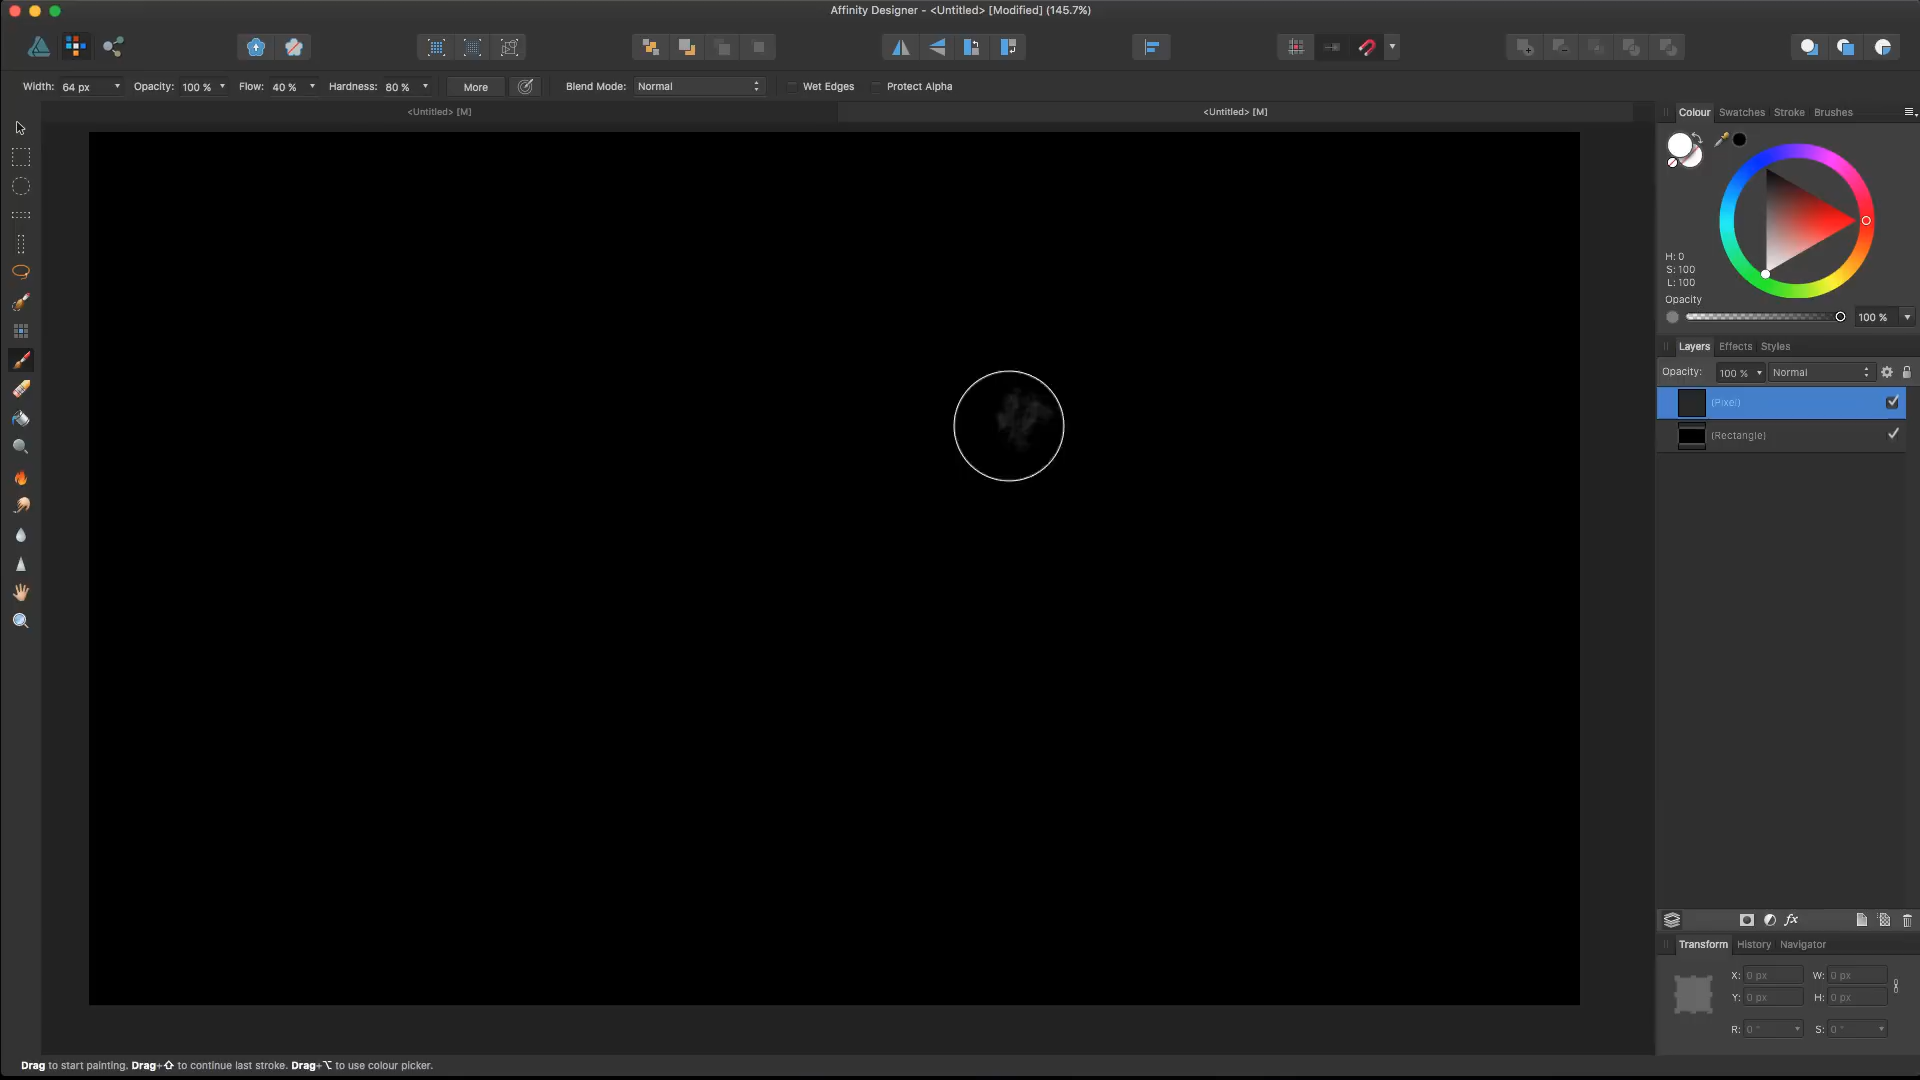 Affinity Designer - <Untitled> [Modified] (145.7%)
Width: 64 px Opacity: 100 % Flow: 40 % Hardness: 80 % More Blend Mode: Normal Wet Edges Protect Alpha
<Untitled> [M] <Untitled> [M]
Colour Swatches Stroke Brushes
H: 0
S: 100
L: 100
Opacity
100 %
Layers Effects Styles
Opacity: 100 % Normal
(Pixel)
(Rectangle)
fx
Transform History Navigator
X: 0 px W: 0 px
Y: 0 px H: 0 px
R: 0 ° S: 0 °
Drag to start painting. Drag+⇧ to continue last stroke. Drag+⌥ to use colour picker.